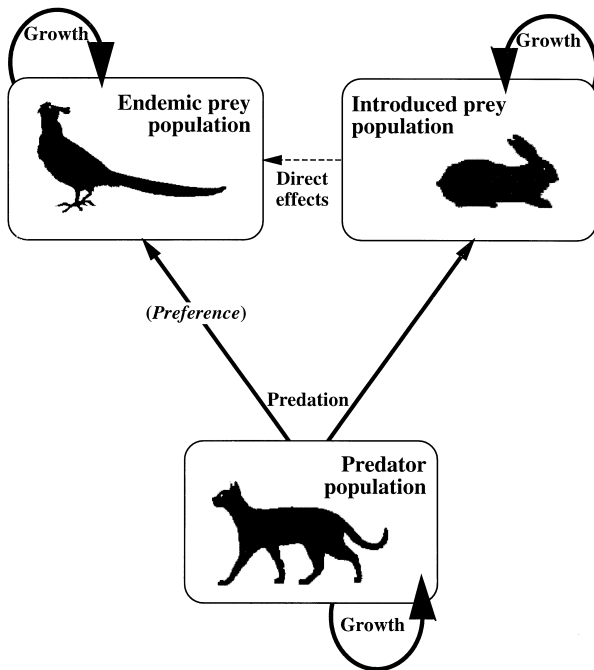 Growth
Growth
Endemic prey
population
Introduced prey
population
Direct
effects
(Preference)
Predation
Predator
population
Growth